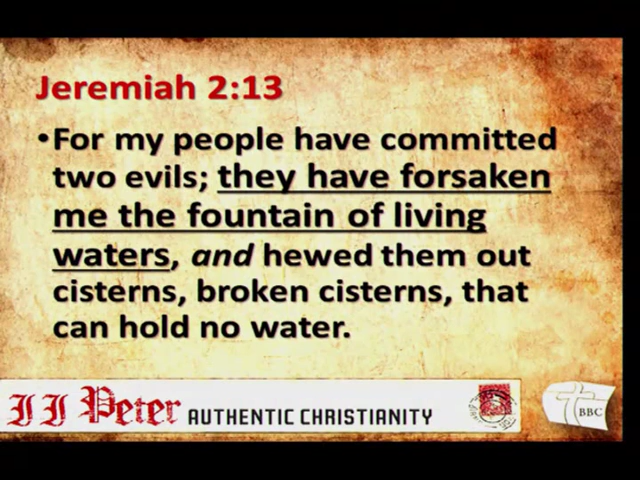 Jeremiah 2:13
•For my people have committed
two evils; they have forsaken
me the fountain of living
waters, and hewed them out
cisterns, broken cisterns, that
can hold no water.
II Peter AUTHENTIC CHRISTIANITY
BBC